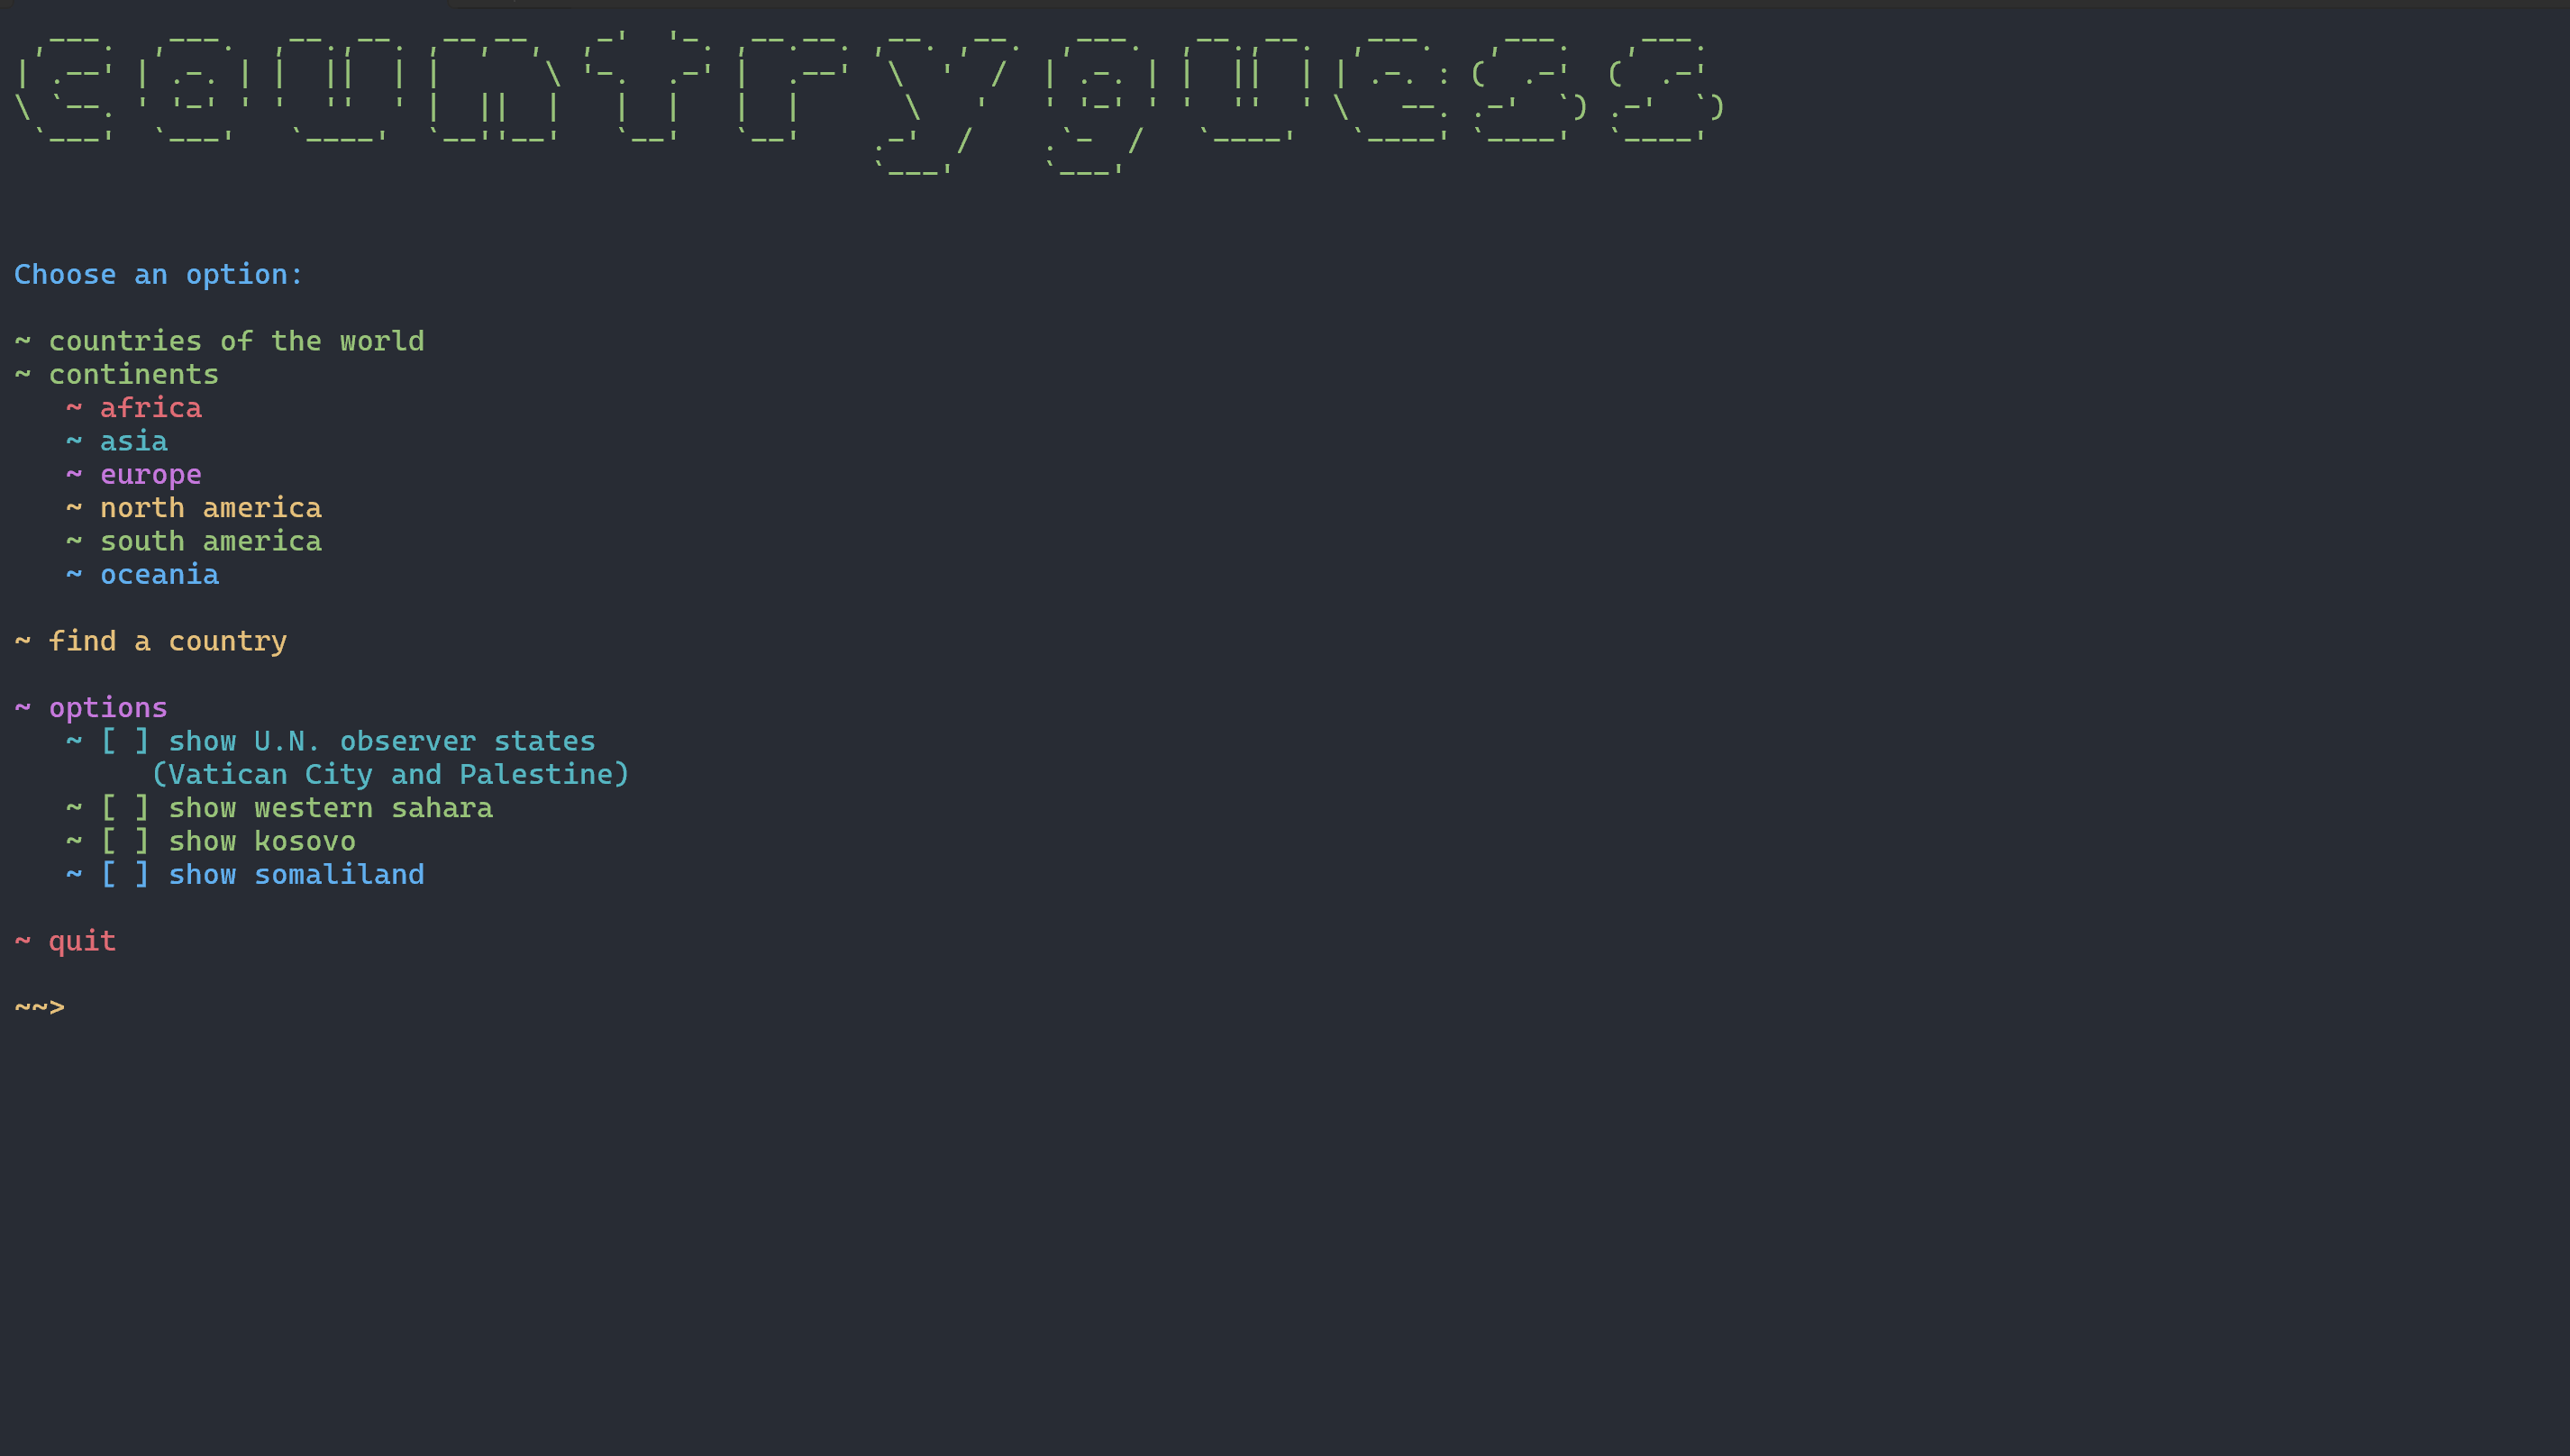 countryguess
Choose an option:
~ countries of the world
~ continents
~ africa
~ asia
~ europe
~ north america
~ south america
~ oceania
~ find a country
~ options
~ [ ] show U.N. observer states
(Vatican City and Palestine)
~ [ ] show western sahara
~ [ ] show kosovo
~ [ ] show somaliland
~ quit
~~>